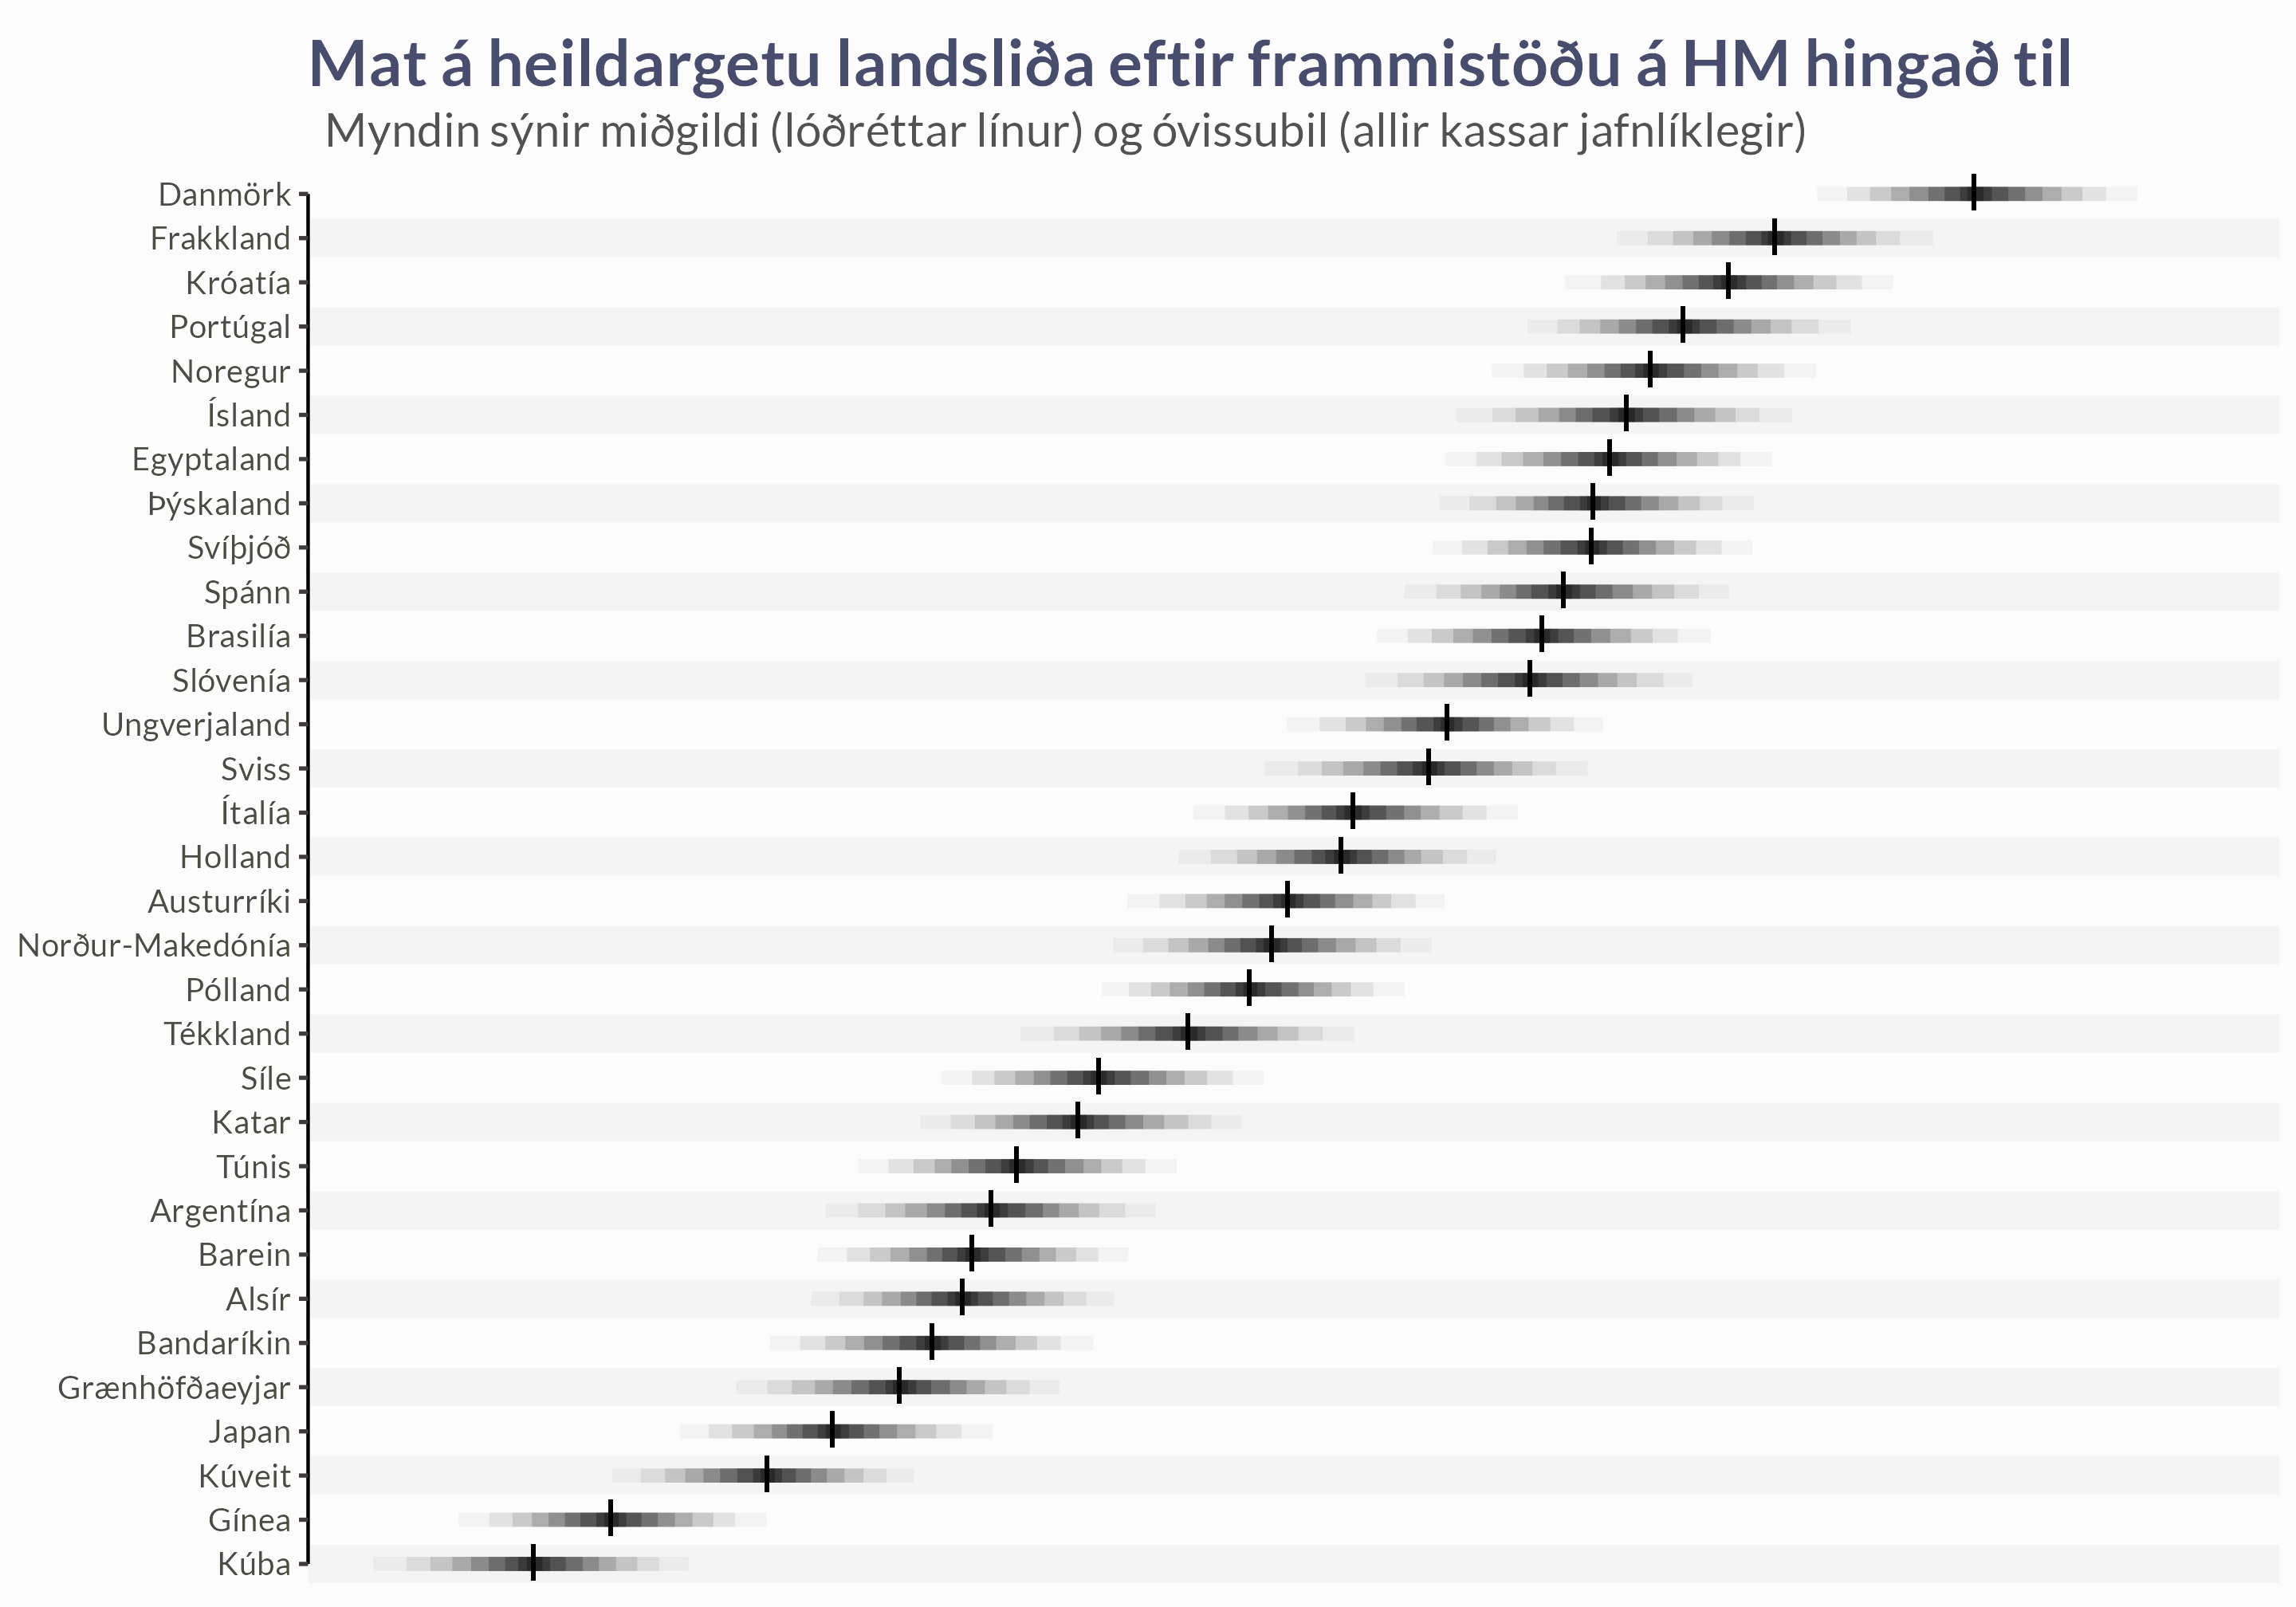 Mat á heildargetu landsliða eftir frammistöðu á HM hingað til
Myndin sýnir miðgildi (lóðréttar línur) og óvissubil (allir kassar jafnlíklegir)
Danmörk
Frakkland
Króatía
Portúgal
Noregur
Ísland
Egyptaland
Þýskaland
Svíþjóð
Spánn
Brasilía
Slóvenía
Ungverjaland
Sviss
Ítalía
Holland
Austurríki
Norður-Makedónía
Pólland
Tékkland
Síle
Katar
Túnis
Argentína
Barein
Alsír
Bandaríkin
Grænhöfðaeyjar
Japan
Kúveit
Gínea
Kúba